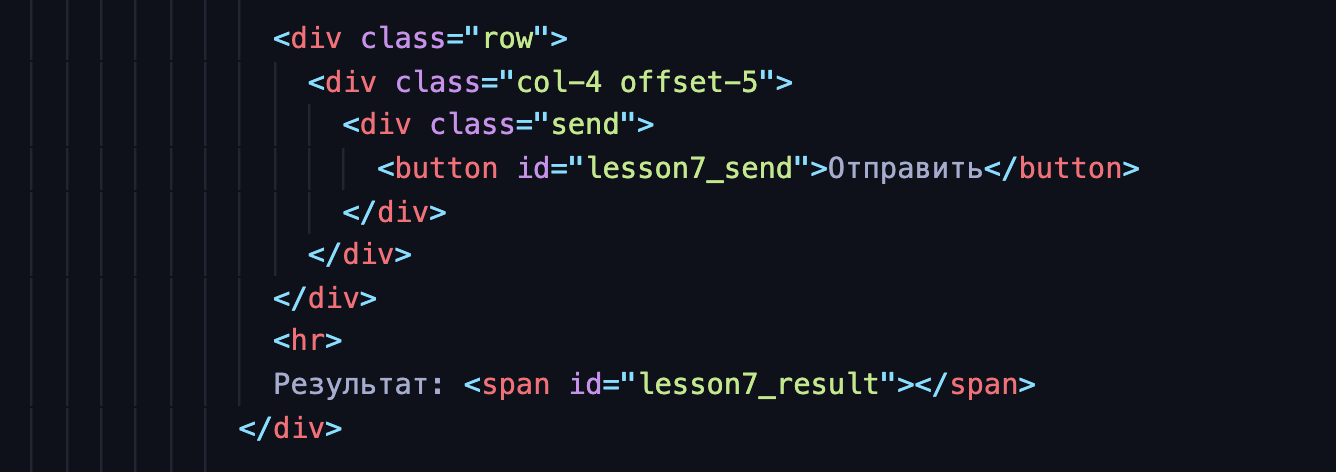 <div class="row">
<div class="col-4 offset-5">
<div class="send">
<button id="lesson7_send">Отправить</button>
</div>
</div>
</div>
<hr>
Результат: <span id="lesson7_result"></span>
</div>